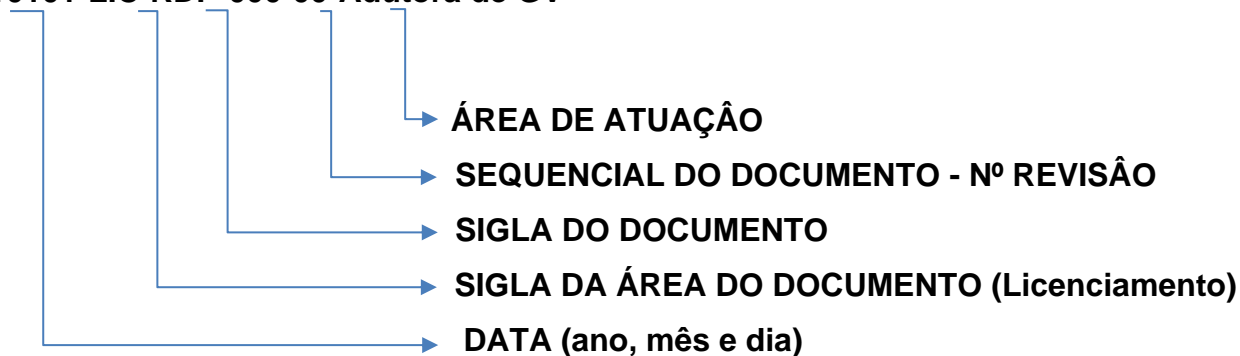 ÁREA DE ATUAÇÂO
SEQUENCIAL DO DOCUMENTO - Nº REVISÂO
SIGLA DO DOCUMENTO
SIGLA DA ÁREA DO DOCUMENTO (Licenciamento)
DATA (ano, mês e dia)